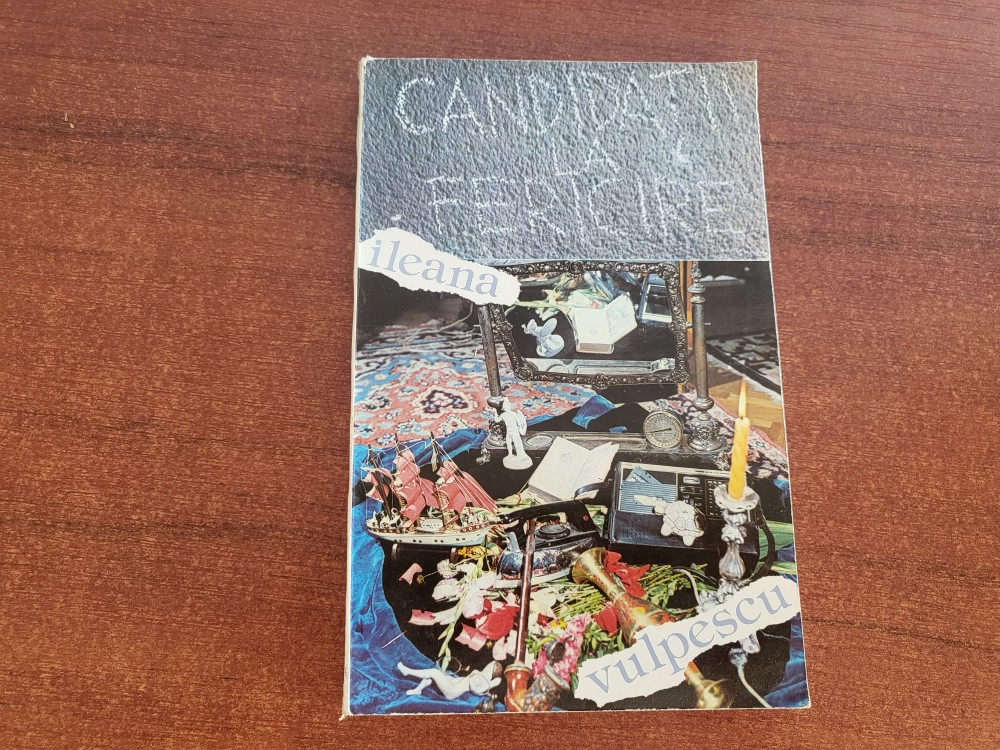 CANDIDAȚII
LA
FERICIRE
ileana
vulpescu